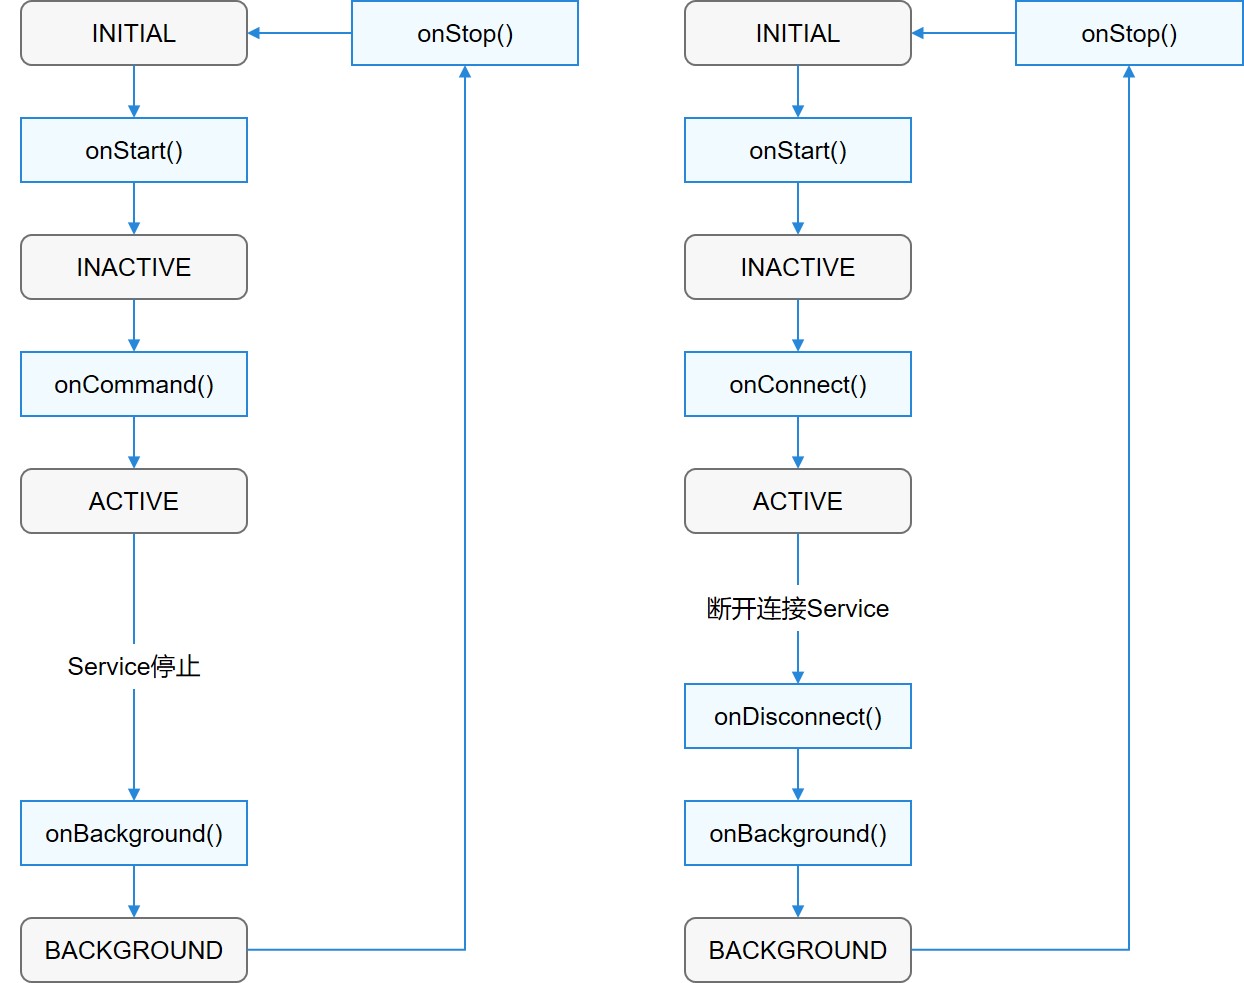 INITIAL
onStop()
onStart()
INACTIVE
onCommand()
ACTIVE
Service停止
onBackground()
BACKGROUND
INITIAL
onStop()
onStart()
INACTIVE
onConnect()
ACTIVE
断开连接Service
onDisconnect()
onBackground()
BACKGROUND